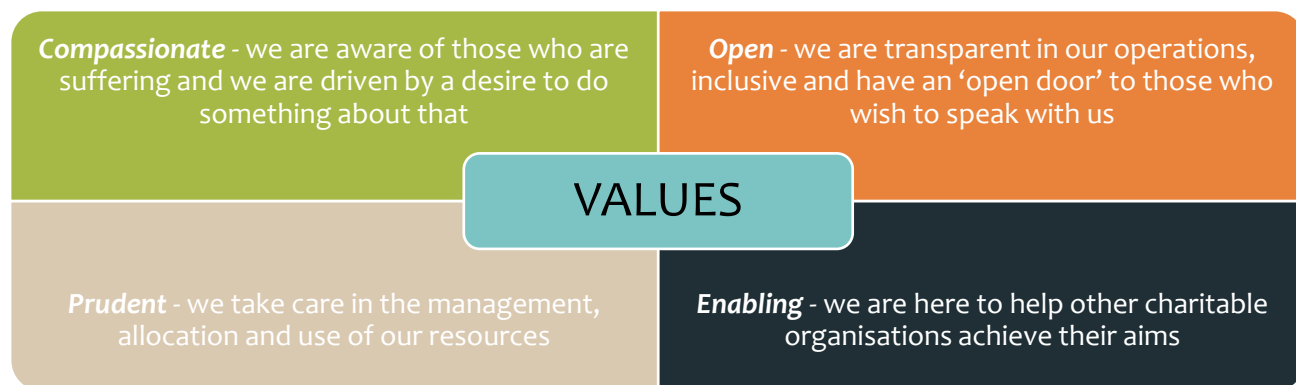 Compassionate - we are aware of those who are
suffering and we are driven by a desire to do
something about that
Open - we are transparent in our operations,
inclusive and have an ‘open door’ to those who
wish to speak with us
VALUES
Prudent - we take care in the management,
allocation and use of our resources
Enabling - we are here to help other charitable
organisations achieve their aims